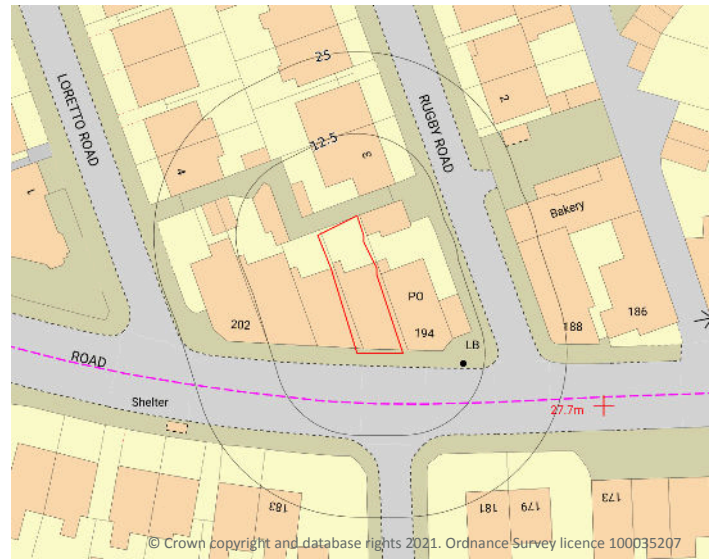 25
2
LORETTO ROAD
RUGBY ROAD
12.5
3
4
1
Bakery
PO
202
194
LB
188
186
ROAD
27.7m
Shelter
183
181
179
173
© Crown copyright and database rights 2021. Ordnance Survey licence 100035207